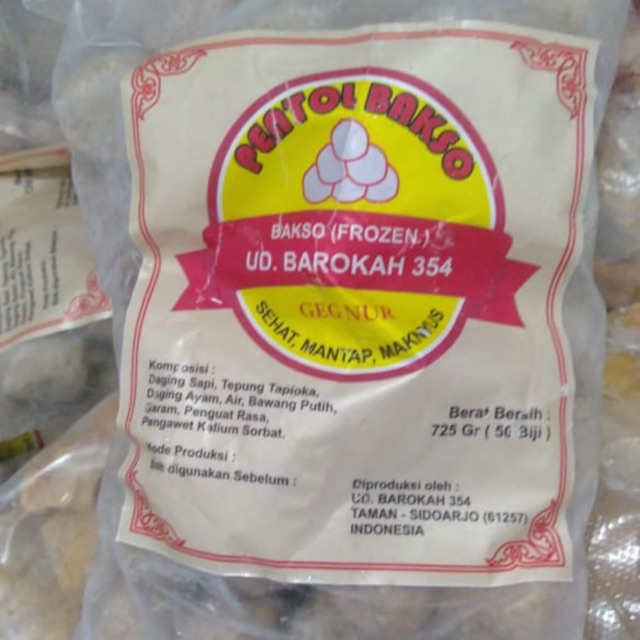 PENTOL BAKSO
BAKSO (FROZEN)
UD. BAROKAH 354
GEGNUR
SEHAT, MANTAP, MAKNYUS
Komposisi :
Daging Sapi, Tepung Tapioka,
Daging Ayam, Air, Bawang Putih,
Garam, Penguat Rasa,
Pengawet Kalium Sorbat.
Berat Bersih :
725 Gr ( 50 Biji )
Kode Produksi :
digunakan Sebelum :
Diproduksi oleh :
UD. BAROKAH 354
TAMAN - SIDOARJO (61257)
INDONESIA